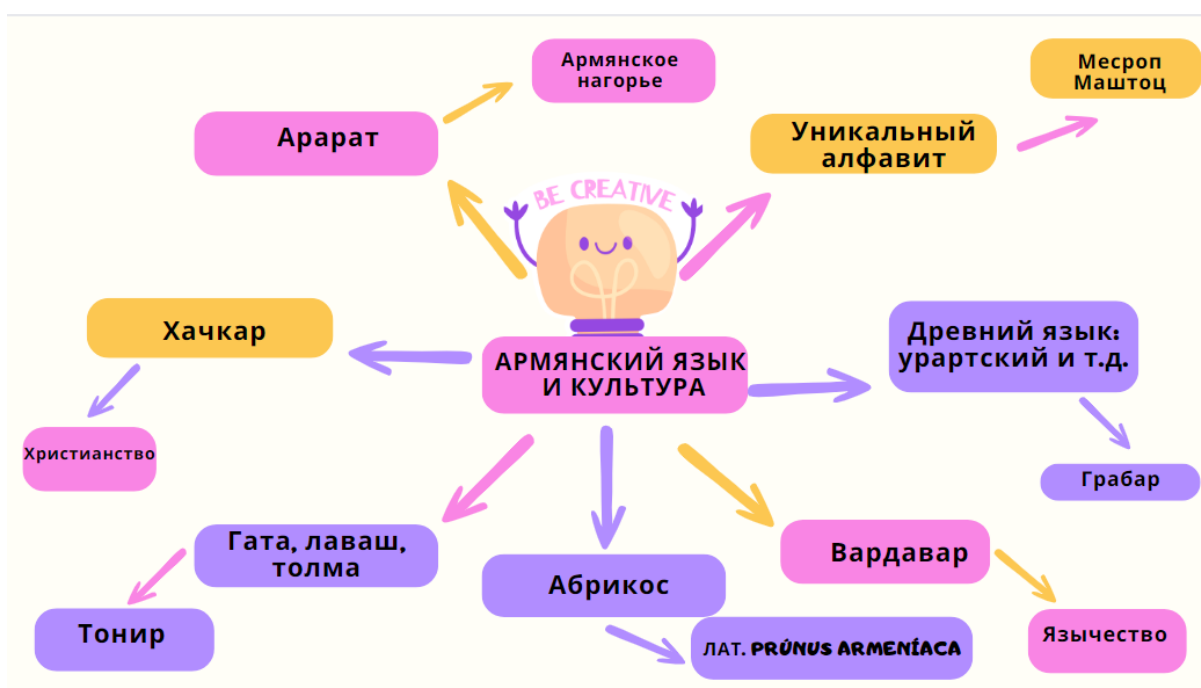 Армянское
нагорье
Месроп
Маштоц
Арарат
Уникальный
алфавит
BE CREATIVE
Хачкар
Древний язык:
урартский и т.д.
АРМЯНСКИЙ ЯЗЫК
И КУЛЬТУРА
Христианство
Грабар
Гата, лаваш,
толма
Абрикос
Вардавар
Тонир
ЛАТ. PRÚNUS ARMENÍACA
Язычество